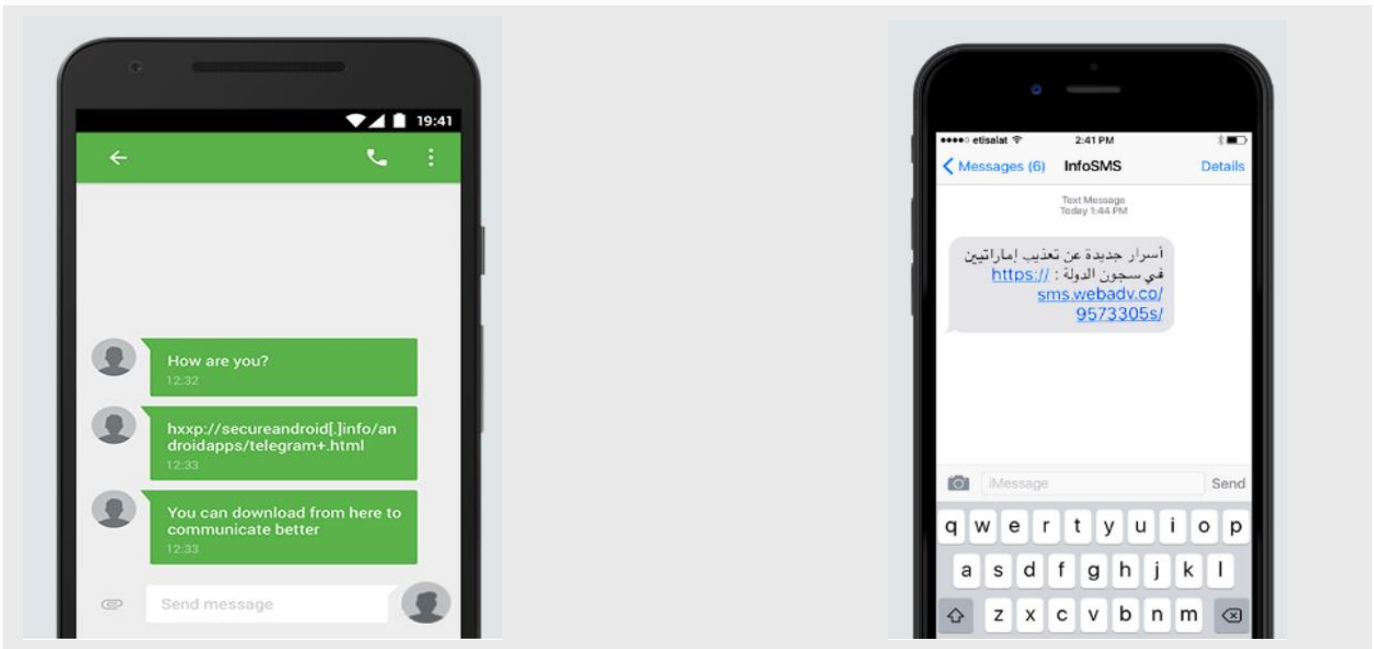 19:41
How are you?
12:32
hxxp://secureandroid[.]info/an
droidapps/telegram+.html
12:33
You can download from here to
communicate better
12:33
Send message
etisalat 2:41 PM
Messages (6) InfoSMS Details
Text Message
Today 1:44 PM
أسرار جديدة عن تعذيب إماراتيين
في سجون الدولة : https://
sms.webadv.co/
9573305s/
iMessage Send
q w e r t y u i o p
a s d f g h j k l
z x c v b n m